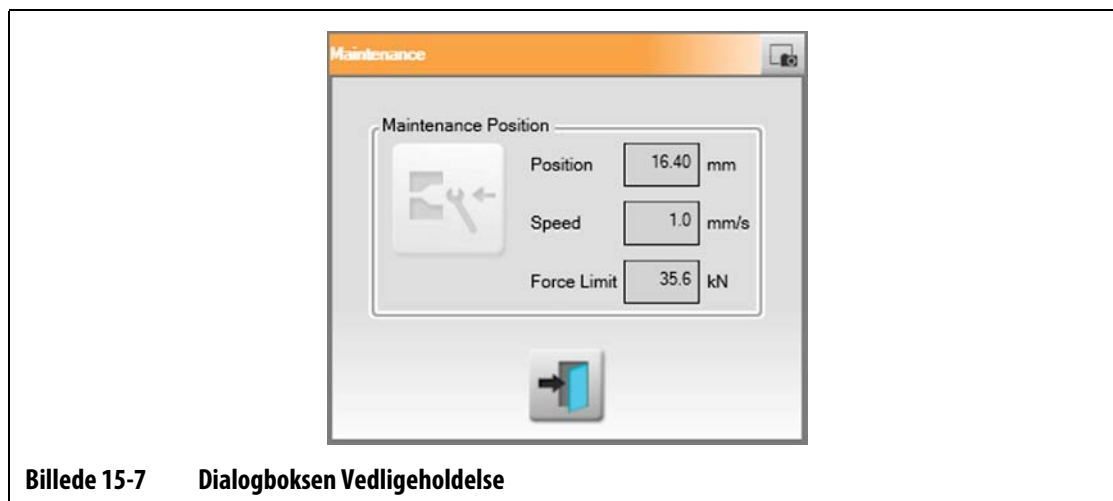 Maintenance
Maintenance Position
Position 16.40 mm
Speed 1.0 mm/s
Force Limit 35.6 kN
Billede 15-7 Dialogboksen Vedligeholdelse